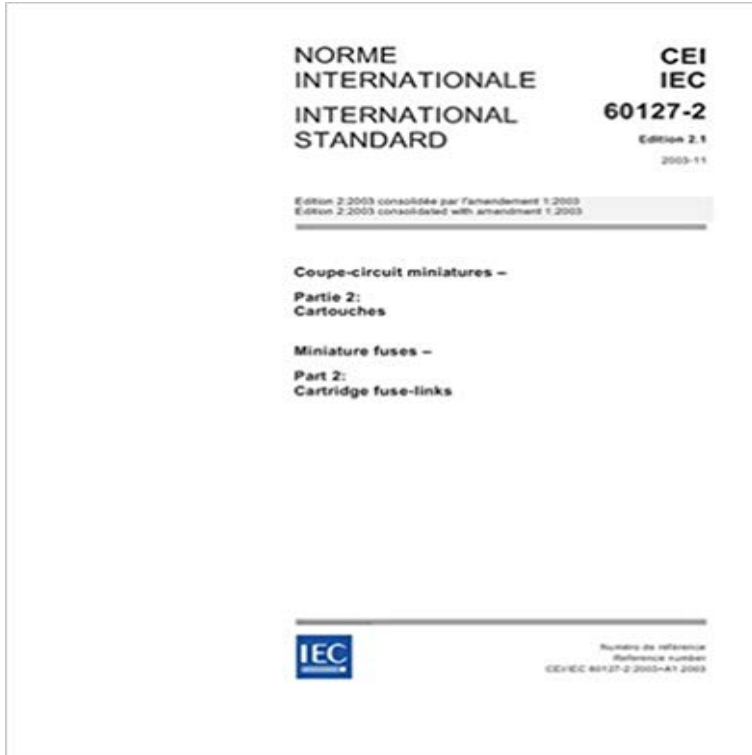 NORME
INTERNATIONALE
INTERNATIONAL
STANDARD
CEI
IEC
60127-2
Edition 2.1
2003-11
Edition 2:2003 consolidée par l'amendement 1:2003
Edition 2:2003 consolidated with amendment 1:2003
Coupe-circuit miniatures –
Partie 2:
Cartouches
Miniature fuses –
Part 2:
Cartridge fuse-links
IEC
Numéro de référence
Reference number
CEI/IEC 60127-2:2003+A1:2003